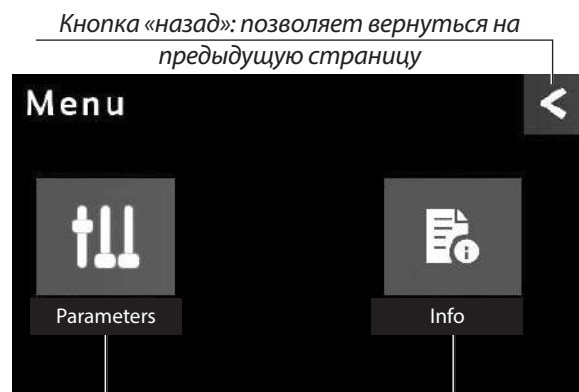 Кнопка «назад»: позволяет вернуться на
предыдущую страницу
Menu
<
Parameters
Info